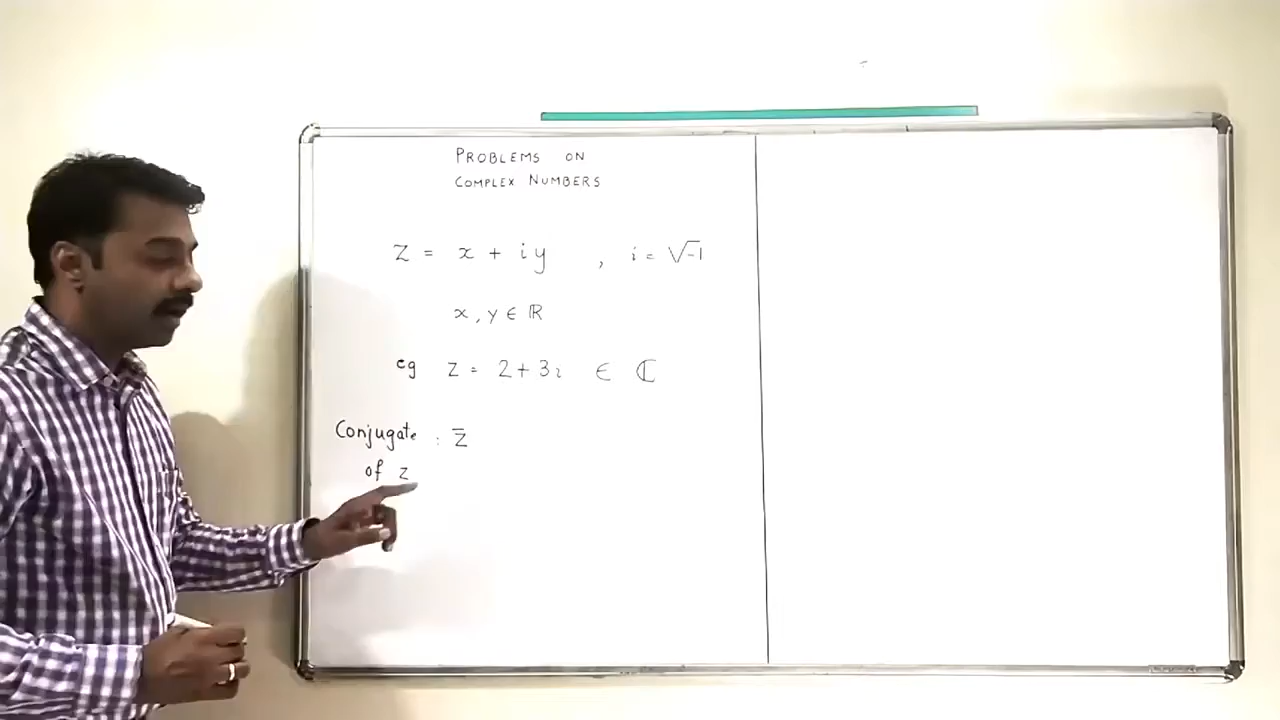 PROBLEMS ON
COMPLEX NUMBERS
z = x + iy , i = √-1
x, y ∈ ℝ
eg z = 2+3i ∈ ℂ
Conjugate : z̄
of z